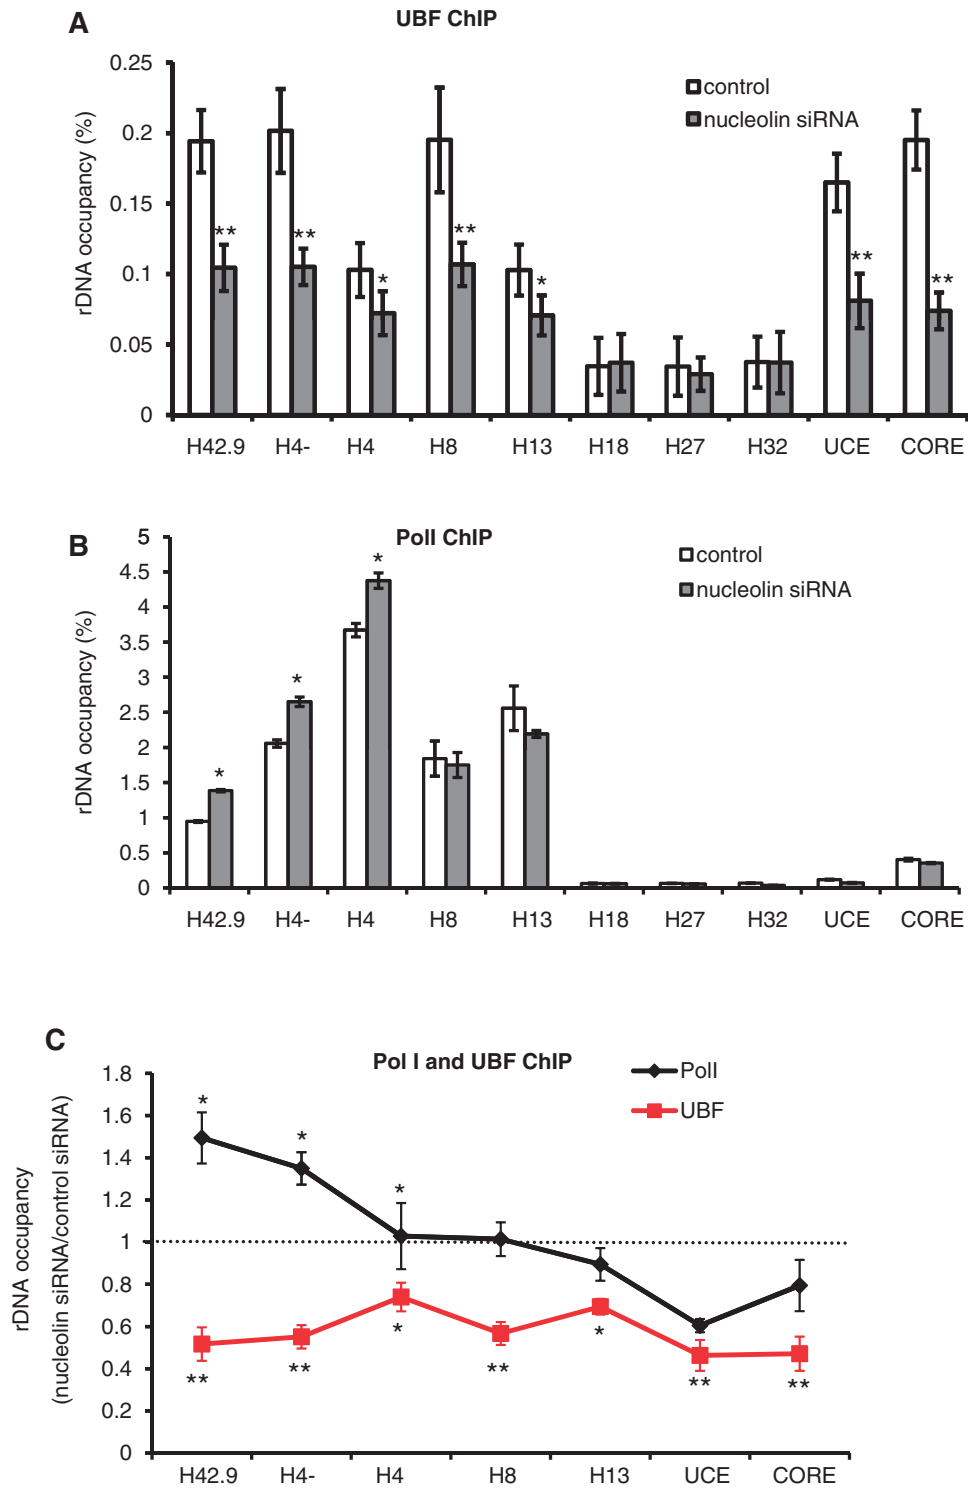 A
UBF ChIP
rDNA occupancy (%)
0.25
0.2
0.15
0.1
0.05
0
control
nucleolin siRNA
** ** * ** * ** **
H42.9 H4- H4 H8 H13 H18 H27 H32 UCE CORE
B
PolI ChIP
rDNA occupancy (%)
5
4.5
4
3.5
3
2.5
2
1.5
1
0.5
0
control
nucleolin siRNA
* * *
H42.9 H4- H4 H8 H13 H18 H27 H32 UCE CORE
C
Pol I and UBF ChIP
rDNA occupancy
(nucleolin siRNA/control siRNA)
1.8
1.6
1.4
1.2
1
0.8
0.6
0.4
0.2
0
PolI
UBF
* * *
** ** * ** * ** **
H42.9 H4- H4 H8 H13 UCE CORE